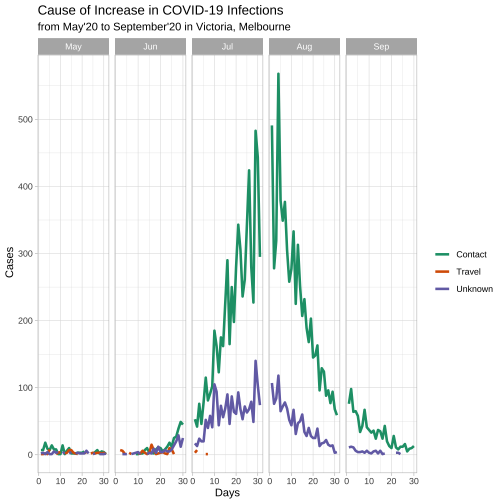 Cause of Increase in COVID-19 Infections
from May'20 to September'20 in Victoria, Melbourne
May Jun Jul Aug Sep
500
400
300
200
100
0
0 10 20 30 0 10 20 30 0 10 20 30 0 10 20 30 0 10 20 30
Cases
Days
Contact
Travel
Unknown